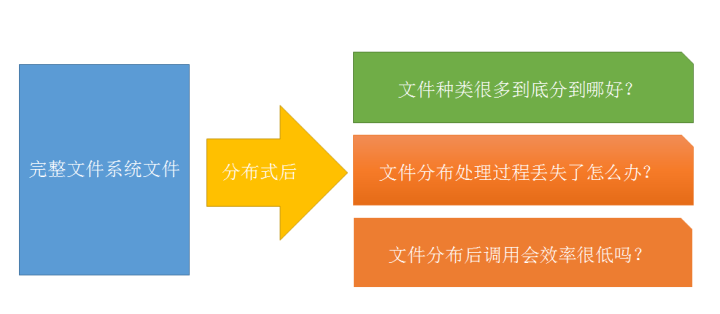 完整文件系统文件
分布式后
文件种类很多到底分到哪好？
文件分布处理过程丢失了怎么办？
文件分布后调用会效率很低吗？